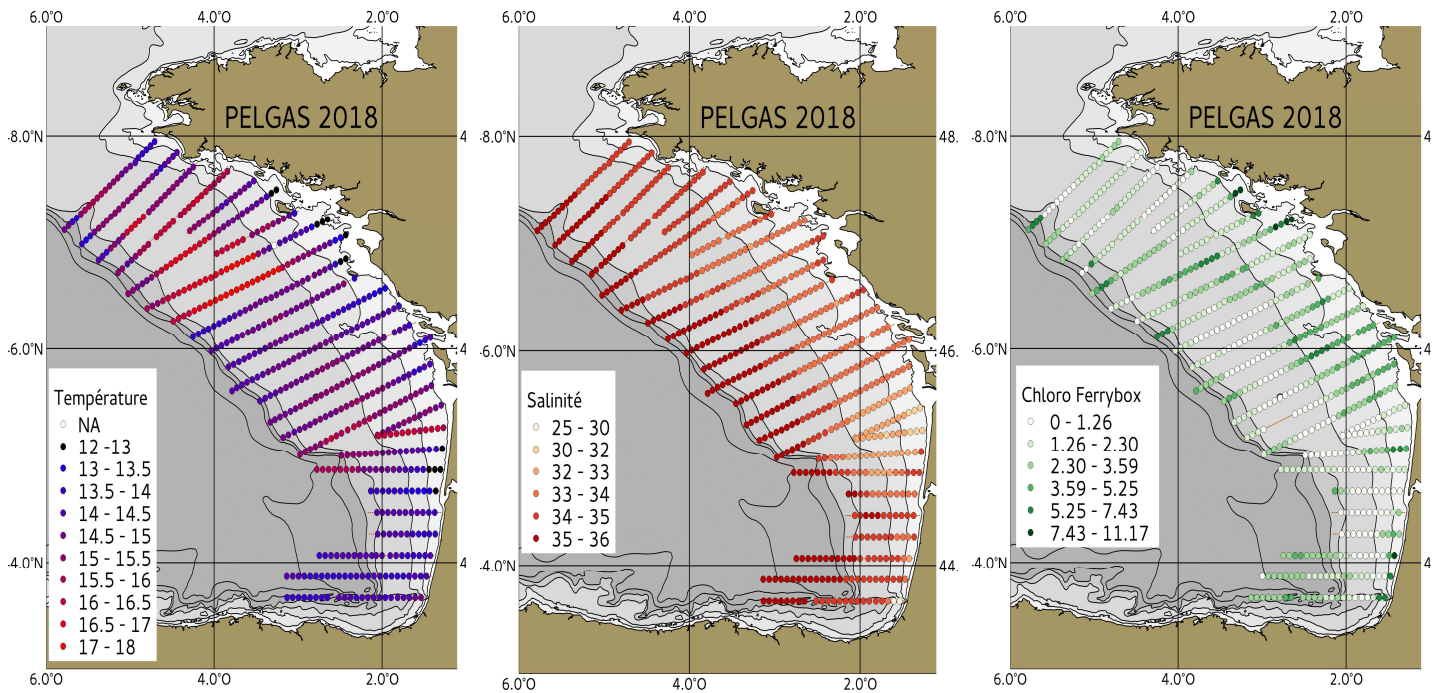 6.0°O 4.0°O 2.0°O 6.0°O 4.0°O 2.0°O 6.0°O 4.0°O 2.0°O
PELGAS 2018 PELGAS 2018 PELGAS 2018
-8.0°N 4 -8.0°N 48. -8.0°N 4
-6.0°N 4 -6.0°N 46. -6.0°N 4
Température
NA
12 -13
13 - 13.5
13.5 - 14
14 - 14.5
14.5 - 15
15 - 15.5
15.5 - 16
16 - 16.5
16.5 - 17
17 - 18
Salinité
25 - 30
30 - 32
32 - 33
33 - 34
34 - 35
35 - 36
Chloro Ferrybox
0 - 1.26
1.26 - 2.30
2.30 - 3.59
3.59 - 5.25
5.25 - 7.43
7.43 - 11.17
-4.0°N 4 -4.0°N 44. -4.0°N 4
6.0°O 4.0°O 2.0°O 6.0°O 4.0°O 2.0°O 6.0°O 4.0°O 2.0°O